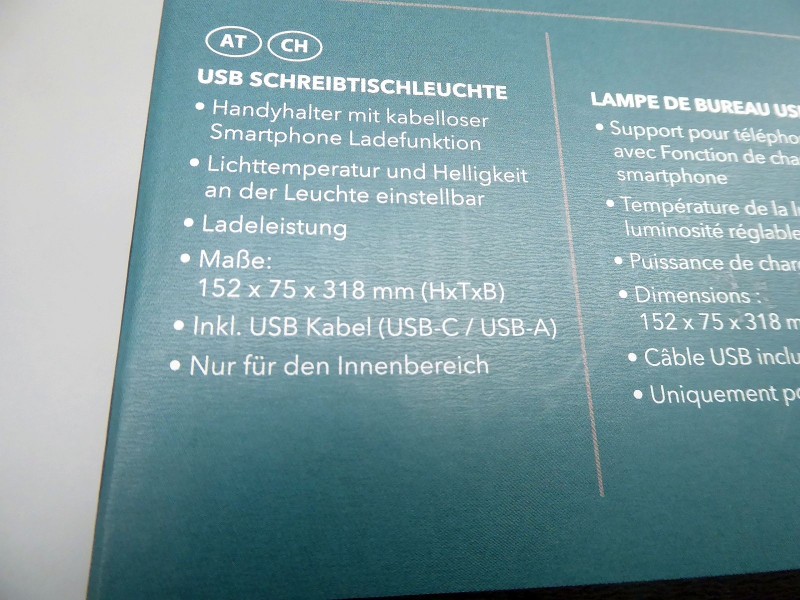 AT CH
USB SCHREIBTISCHLEUCHTE
• Handyhalter mit kabelloser
Smartphone Ladefunktion
• Lichttemperatur und Helligkeit
an der Leuchte einstellbar
• Ladeleistung
• Maße:
152 x 75 x 318 mm (HxTxB)
• Inkl. USB Kabel (USB-C / USB-A)
• Nur für den Innenbereich
LAMPE DE BUREAU
• Support pour
avec Fonction de
smartphone
• Température de la
luminosité
• Puissance de
• Dimensions :
152 x 75 x 318
• Câble USB
• Uniquement